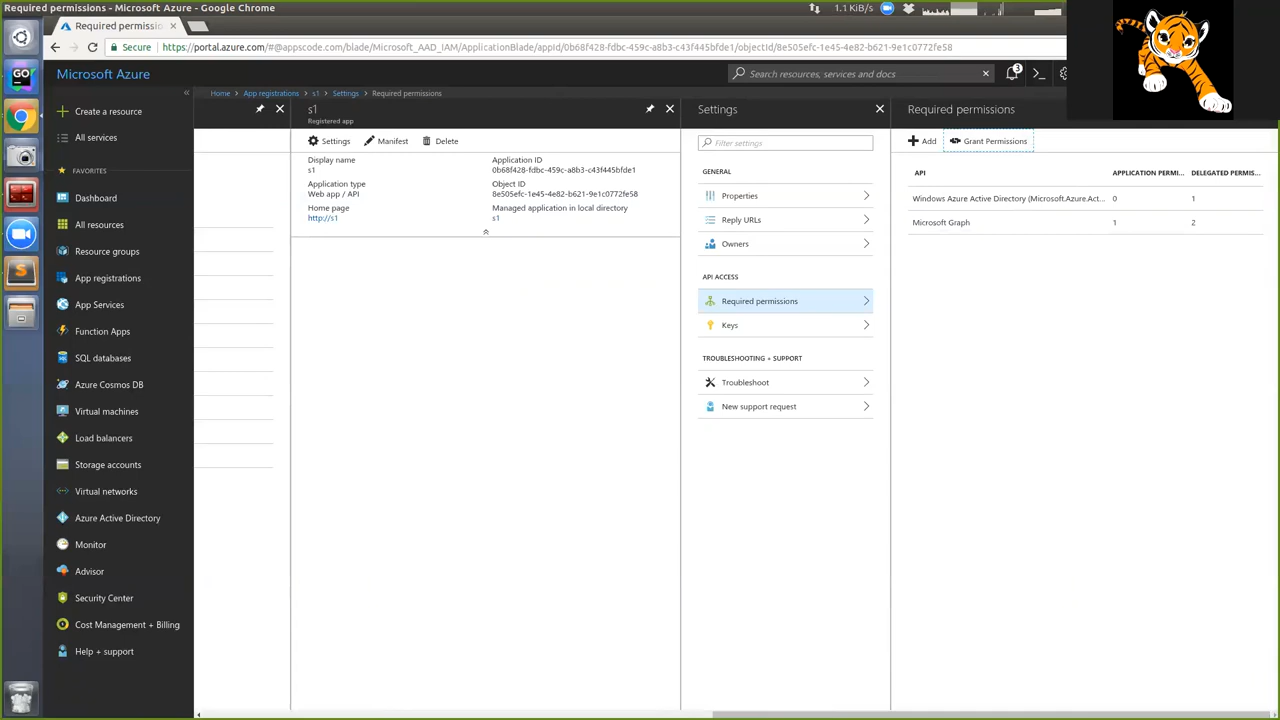 Required permissions - Microsoft Azure - Google Chrome
1.1 KiB/s
Required permissio
Secure
https://portal.azure.com/#@appscode.com/blade/Microsoft_AAD_IAM/ApplicationBlade/appId/0b68f428-fdbc-459c-a8b3-c43f445bfde1/objectId/8e505efc-1e45-4e82-b621-9e1c0772fe58
Microsoft Azure
Search resources, services and docs
3
Home > App registrations > s1 > Settings > Required permissions
Create a resource
All services
FAVORITES
Dashboard
All resources
Resource groups
App registrations
App Services
Function Apps
SQL databases
Azure Cosmos DB
Virtual machines
Load balancers
Storage accounts
Virtual networks
Azure Active Directory
Monitor
Advisor
Security Center
Cost Management + Billing
Help + support
s1
Registered app
Settings
Manifest
Delete
Display name
s1
Application type
Web app / API
Home page
http://s1
Application ID
0b68f428-fdbc-459c-a8b3-c43f445bfde1
Object ID
8e505efc-1e45-4e82-b621-9e1c0772fe58
Managed application in local directory
s1
Settings
Filter settings
GENERAL
Properties
Reply URLs
Owners
API ACCESS
Required permissions
Keys
TROUBLESHOOTING + SUPPORT
Troubleshoot
New support request
Required permissions
Add
Grant Permissions
API APPLICATION PERMI... DELEGATED PERMIS...
Windows Azure Active Directory (Microsoft.Azure.Act... 0 1
Microsoft Graph 1 2
GO
S